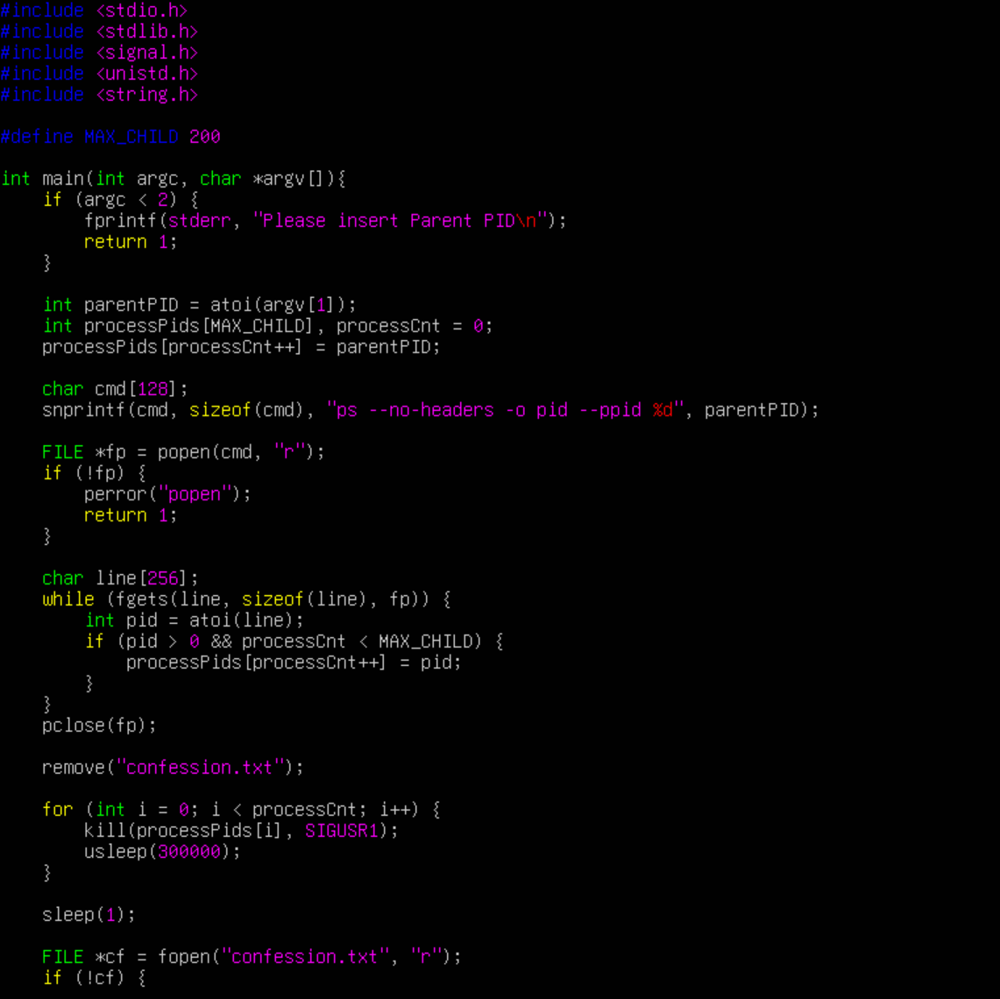 #include <stdio.h>
#include <stdlib.h>
#include <signal.h>
#include <unistd.h>
#include <string.h>

#define MAX_CHILD 200

int main(int argc, char *argv[]){
    if (argc < 2) {
        fprintf(stderr, "Please insert Parent PID\n");
        return 1;
    }

    int parentPID = atoi(argv[1]);
    int processPids[MAX_CHILD], processCnt = 0;
    processPids[processCnt++] = parentPID;

    char cmd[128];
    snprintf(cmd, sizeof(cmd), "ps --no-headers -o pid --ppid %d", parentPID);

    FILE *fp = popen(cmd, "r");
    if (!fp) {
        perror("popen");
        return 1;
    }

    char line[256];
    while (fgets(line, sizeof(line), fp)) {
        int pid = atoi(line);
        if (pid > 0 && processCnt < MAX_CHILD) {
            processPids[processCnt++] = pid;
        }
    }
    pclose(fp);

    remove("confession.txt");

    for (int i = 0; i < processCnt; i++) {
        kill(processPids[i], SIGUSR1);
        usleep(300000);
    }

    sleep(1);

    FILE *cf = fopen("confession.txt", "r");
    if (!cf) {